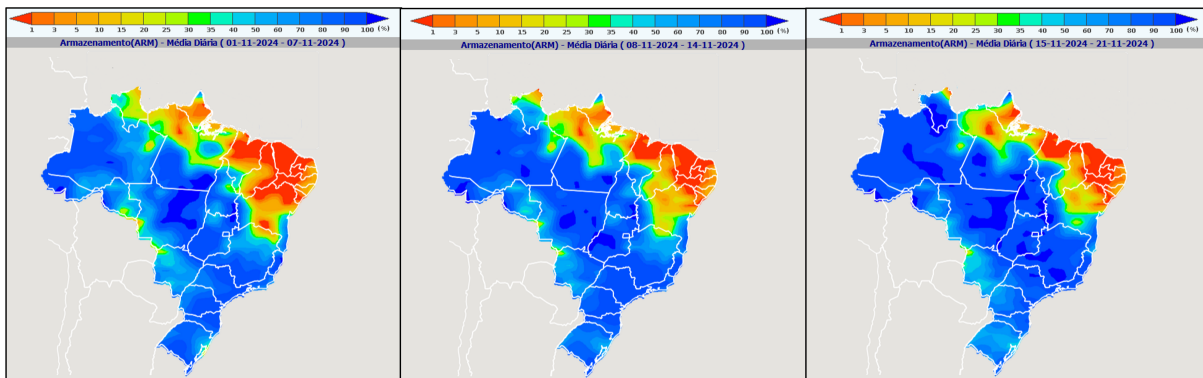 1 3 5 10 15 20 25 30 35 40 50 60 70 80 90 100 (%)
Armazenamento(ARM) - Média Diária ( 01-11-2024 - 07-11-2024 )
1 3 5 10 15 20 25 30 35 40 50 60 70 80 90 100 (%)
Armazenamento(ARM) - Média Diária ( 08-11-2024 - 14-11-2024 )
1 3 5 10 15 20 25 30 35 40 50 60 70 80 90 100 (%)
Armazenamento(ARM) - Média Diária ( 15-11-2024 - 21-11-2024 )